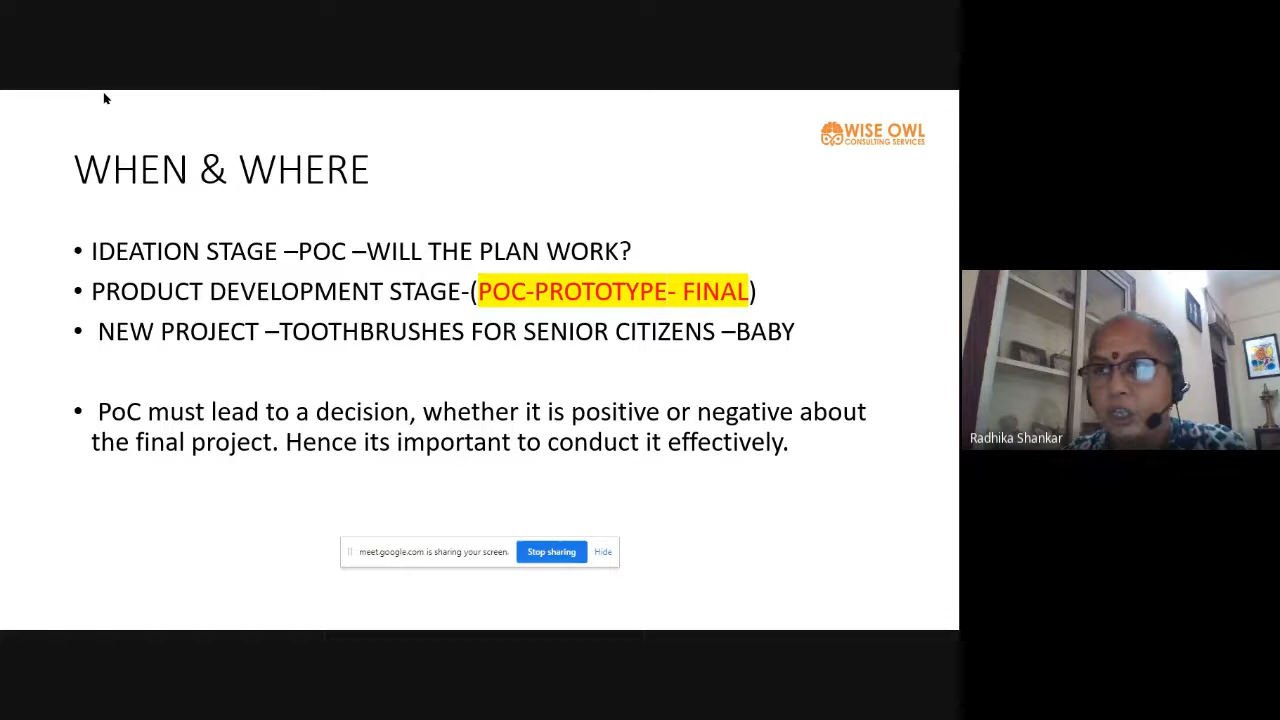 WISE OWL
CONSULTING SERVICES
WHEN & WHERE
• IDEATION STAGE –POC –WILL THE PLAN WORK?
• PRODUCT DEVELOPMENT STAGE-(POC-PROTOTYPE- FINAL)
• NEW PROJECT –TOOTHBRUSHES FOR SENIOR CITIZENS –BABY
• PoC must lead to a decision, whether it is positive or negative about
the final project. Hence its important to conduct it effectively.
meet.google.com is sharing your screen. Stop sharing Hide
Radhika Shankar